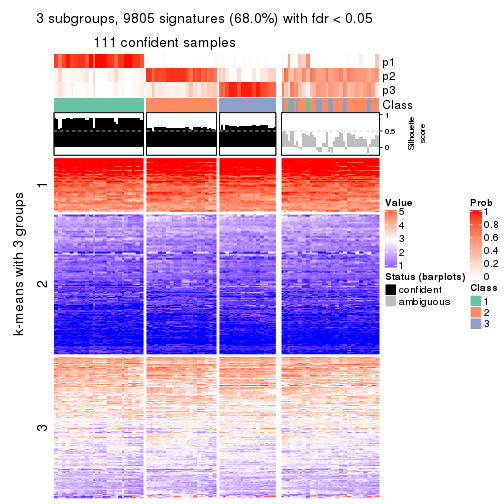 3 subgroups, 9805 signatures (68.0%) with fdr < 0.05
111 confident samples
p1
p2
p3
Class
1
0.5
0
Silhouette
score
k-means with 3 groups
1
2
3
Value
5
4
3
2
1
Status (barplots)
confident
ambiguous
Prob
1
0.8
0.6
0.4
0.2
0
Class
1
2
3